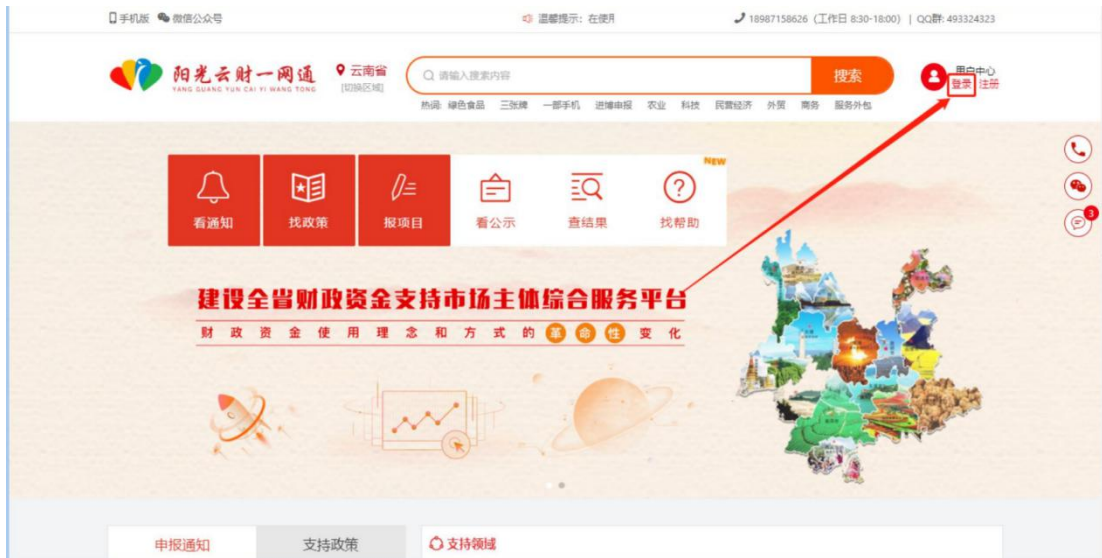 手机版 微信公众号 温馨提示：在使用 18987158626（工作日 8:30-18:00） | QQ群: 493324323
阳光云财一网通
YANG GUANG YUN CAI YI WANG TONG
云南省
[切换区域]
请输入搜索内容
搜索
用户中心
登录 注册
热词: 绿色食品 三张牌 一部手机 进博申报 农业 科技 民营经济 外贸 商务 服务外包
3
NEW
看通知 找政策 报项目 看公示 查结果 找帮助
建设全省财政资金支持市场主体综合服务平台
财政资金使用理念和方式的革命性变化
申报通知 支持政策 支持领域